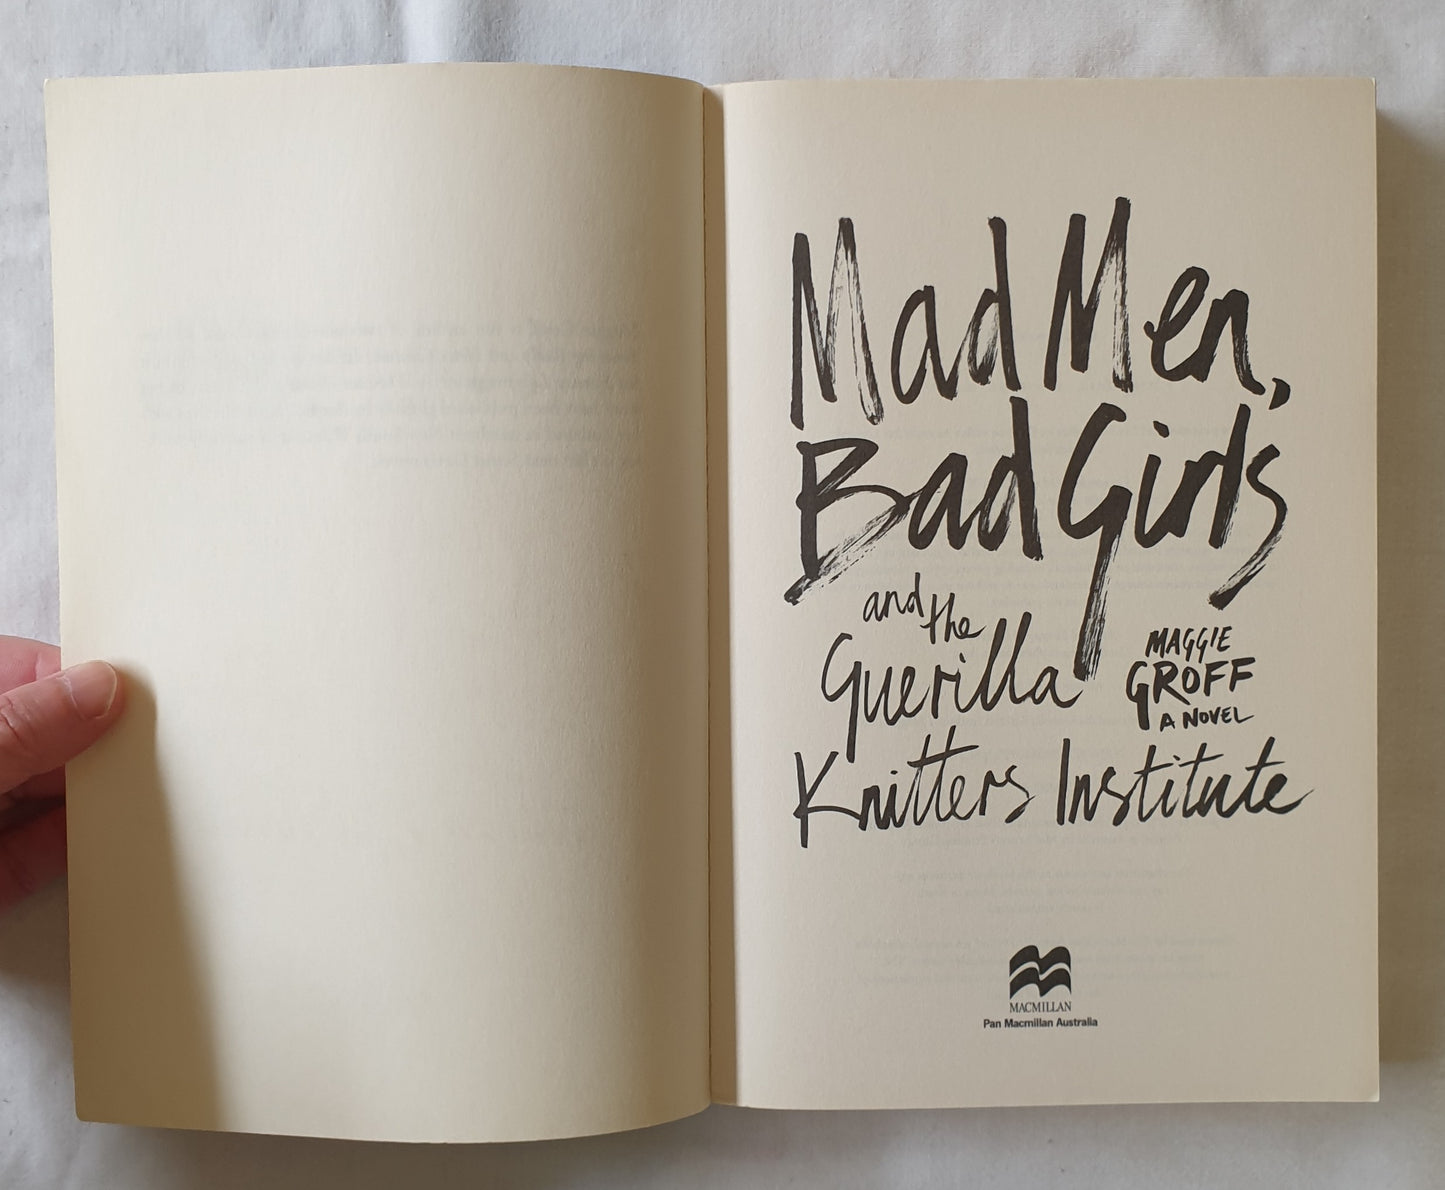 Mad Men,
Bad Girls
and the
Guerilla
MAGGIE
GROFF
A NOVEL
Knitters Institute
MACMILLAN
Pan Macmillan Australia